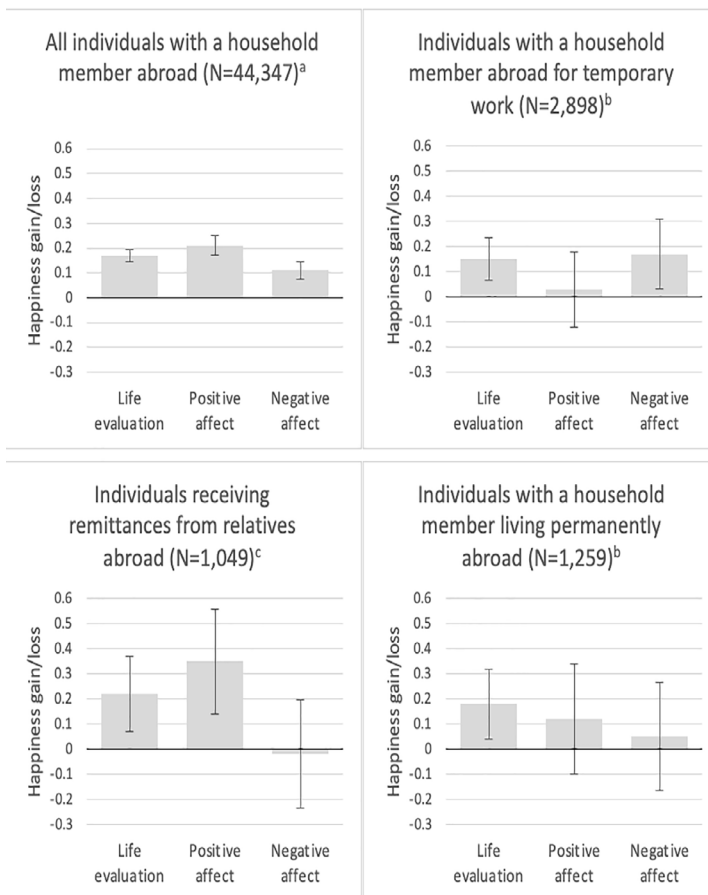 All individuals with a household
member abroad (N=44,347)a
Happiness gain/loss
0.6
0.5
0.4
0.3
0.2
0.1
0
-0.1
-0.2
-0.3
Life
evaluation
Positive
affect
Negative
affect
Individuals with a household
member abroad for temporary
work (N=2,898)b
Happiness gain/loss
0.6
0.5
0.4
0.3
0.2
0.1
0
-0.1
-0.2
-0.3
Life
evaluation
Positive
affect
Negative
affect
Individuals receiving
remittances from relatives
abroad (N=1,049)c
Happiness gain/loss
0.6
0.5
0.4
0.3
0.2
0.1
0
-0.1
-0.2
-0.3
Life
evaluation
Positive
affect
Negative
affect
Individuals with a household
member living permanently
abroad (N=1,259)b
Happiness gain/loss
0.6
0.5
0.4
0.3
0.2
0.1
0
-0.1
-0.2
-0.3
Life
evaluation
Positive
affect
Negative
affect